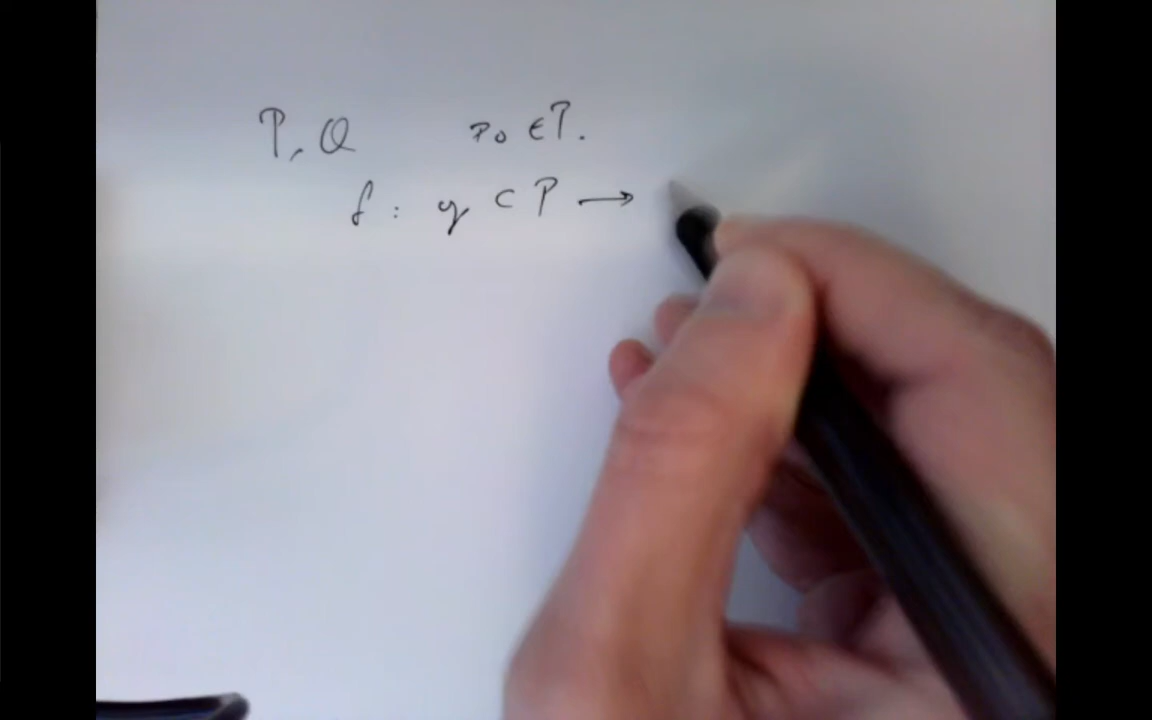 P, Q p₀ ∈ P.
f : y ⊂ P →